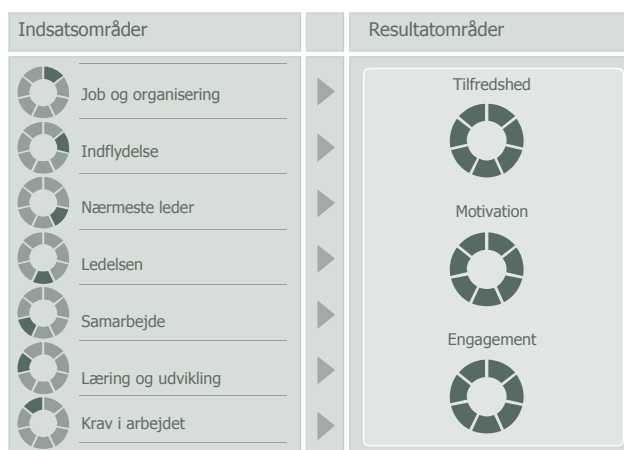 Indsatsområder
Resultatområder
Job og organisering
Indflydelse
Nærmeste leder
Ledelsen
Samarbejde
Læring og udvikling
Krav i arbejdet
Tilfredshed
Motivation
Engagement